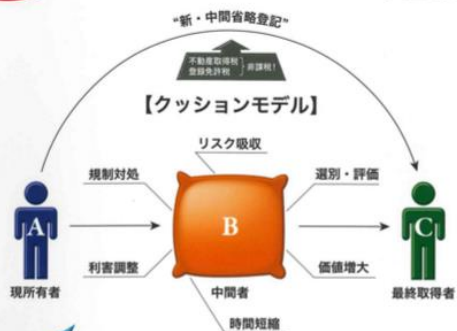 “新・中間省略登記”
不動産取得税
登録免許税
非課税!
【クッションモデル】
リスク吸収
規制対処
選別・評価
A
B
C
利害調整
価値増大
現所有者
中間者
最終取得者
時間短縮